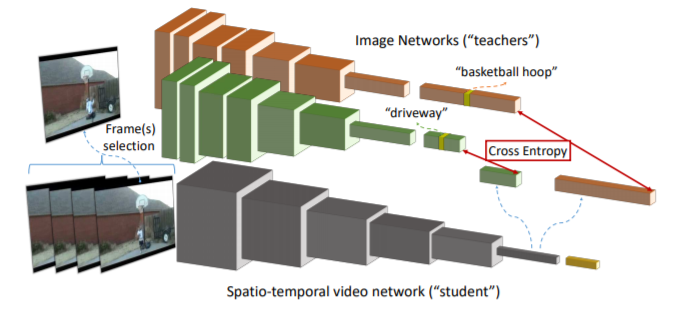 Image Networks (“teachers”)
“basketball hoop”
“driveway”
Frame(s)
selection
Cross Entropy
Spatio-temporal video network (“student”)